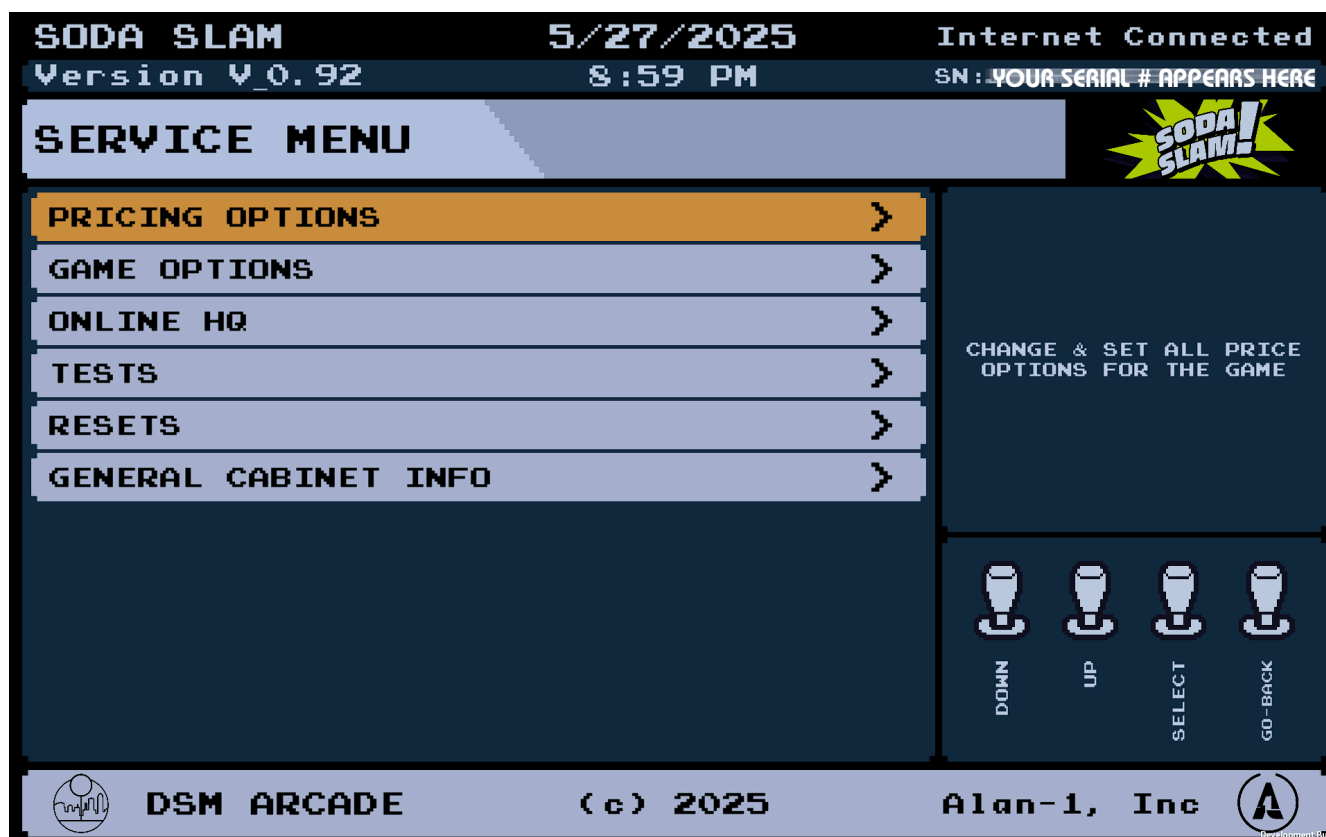 SODA SLAM 5/27/2025 Internet Connected
Version V_0.92 8:59 PM SN: YOUR SERIAL # APPEARS HERE
SERVICE MENU
SODA
SLAM!
PRICING OPTIONS
GAME OPTIONS
ONLINE HQ
TESTS
RESETS
GENERAL CABINET INFO
CHANGE & SET ALL PRICE
OPTIONS FOR THE GAME
DOWN UP SELECT GO-BACK
DSM ARCADE (c) 2025 Alan-1, Inc
Development Bu